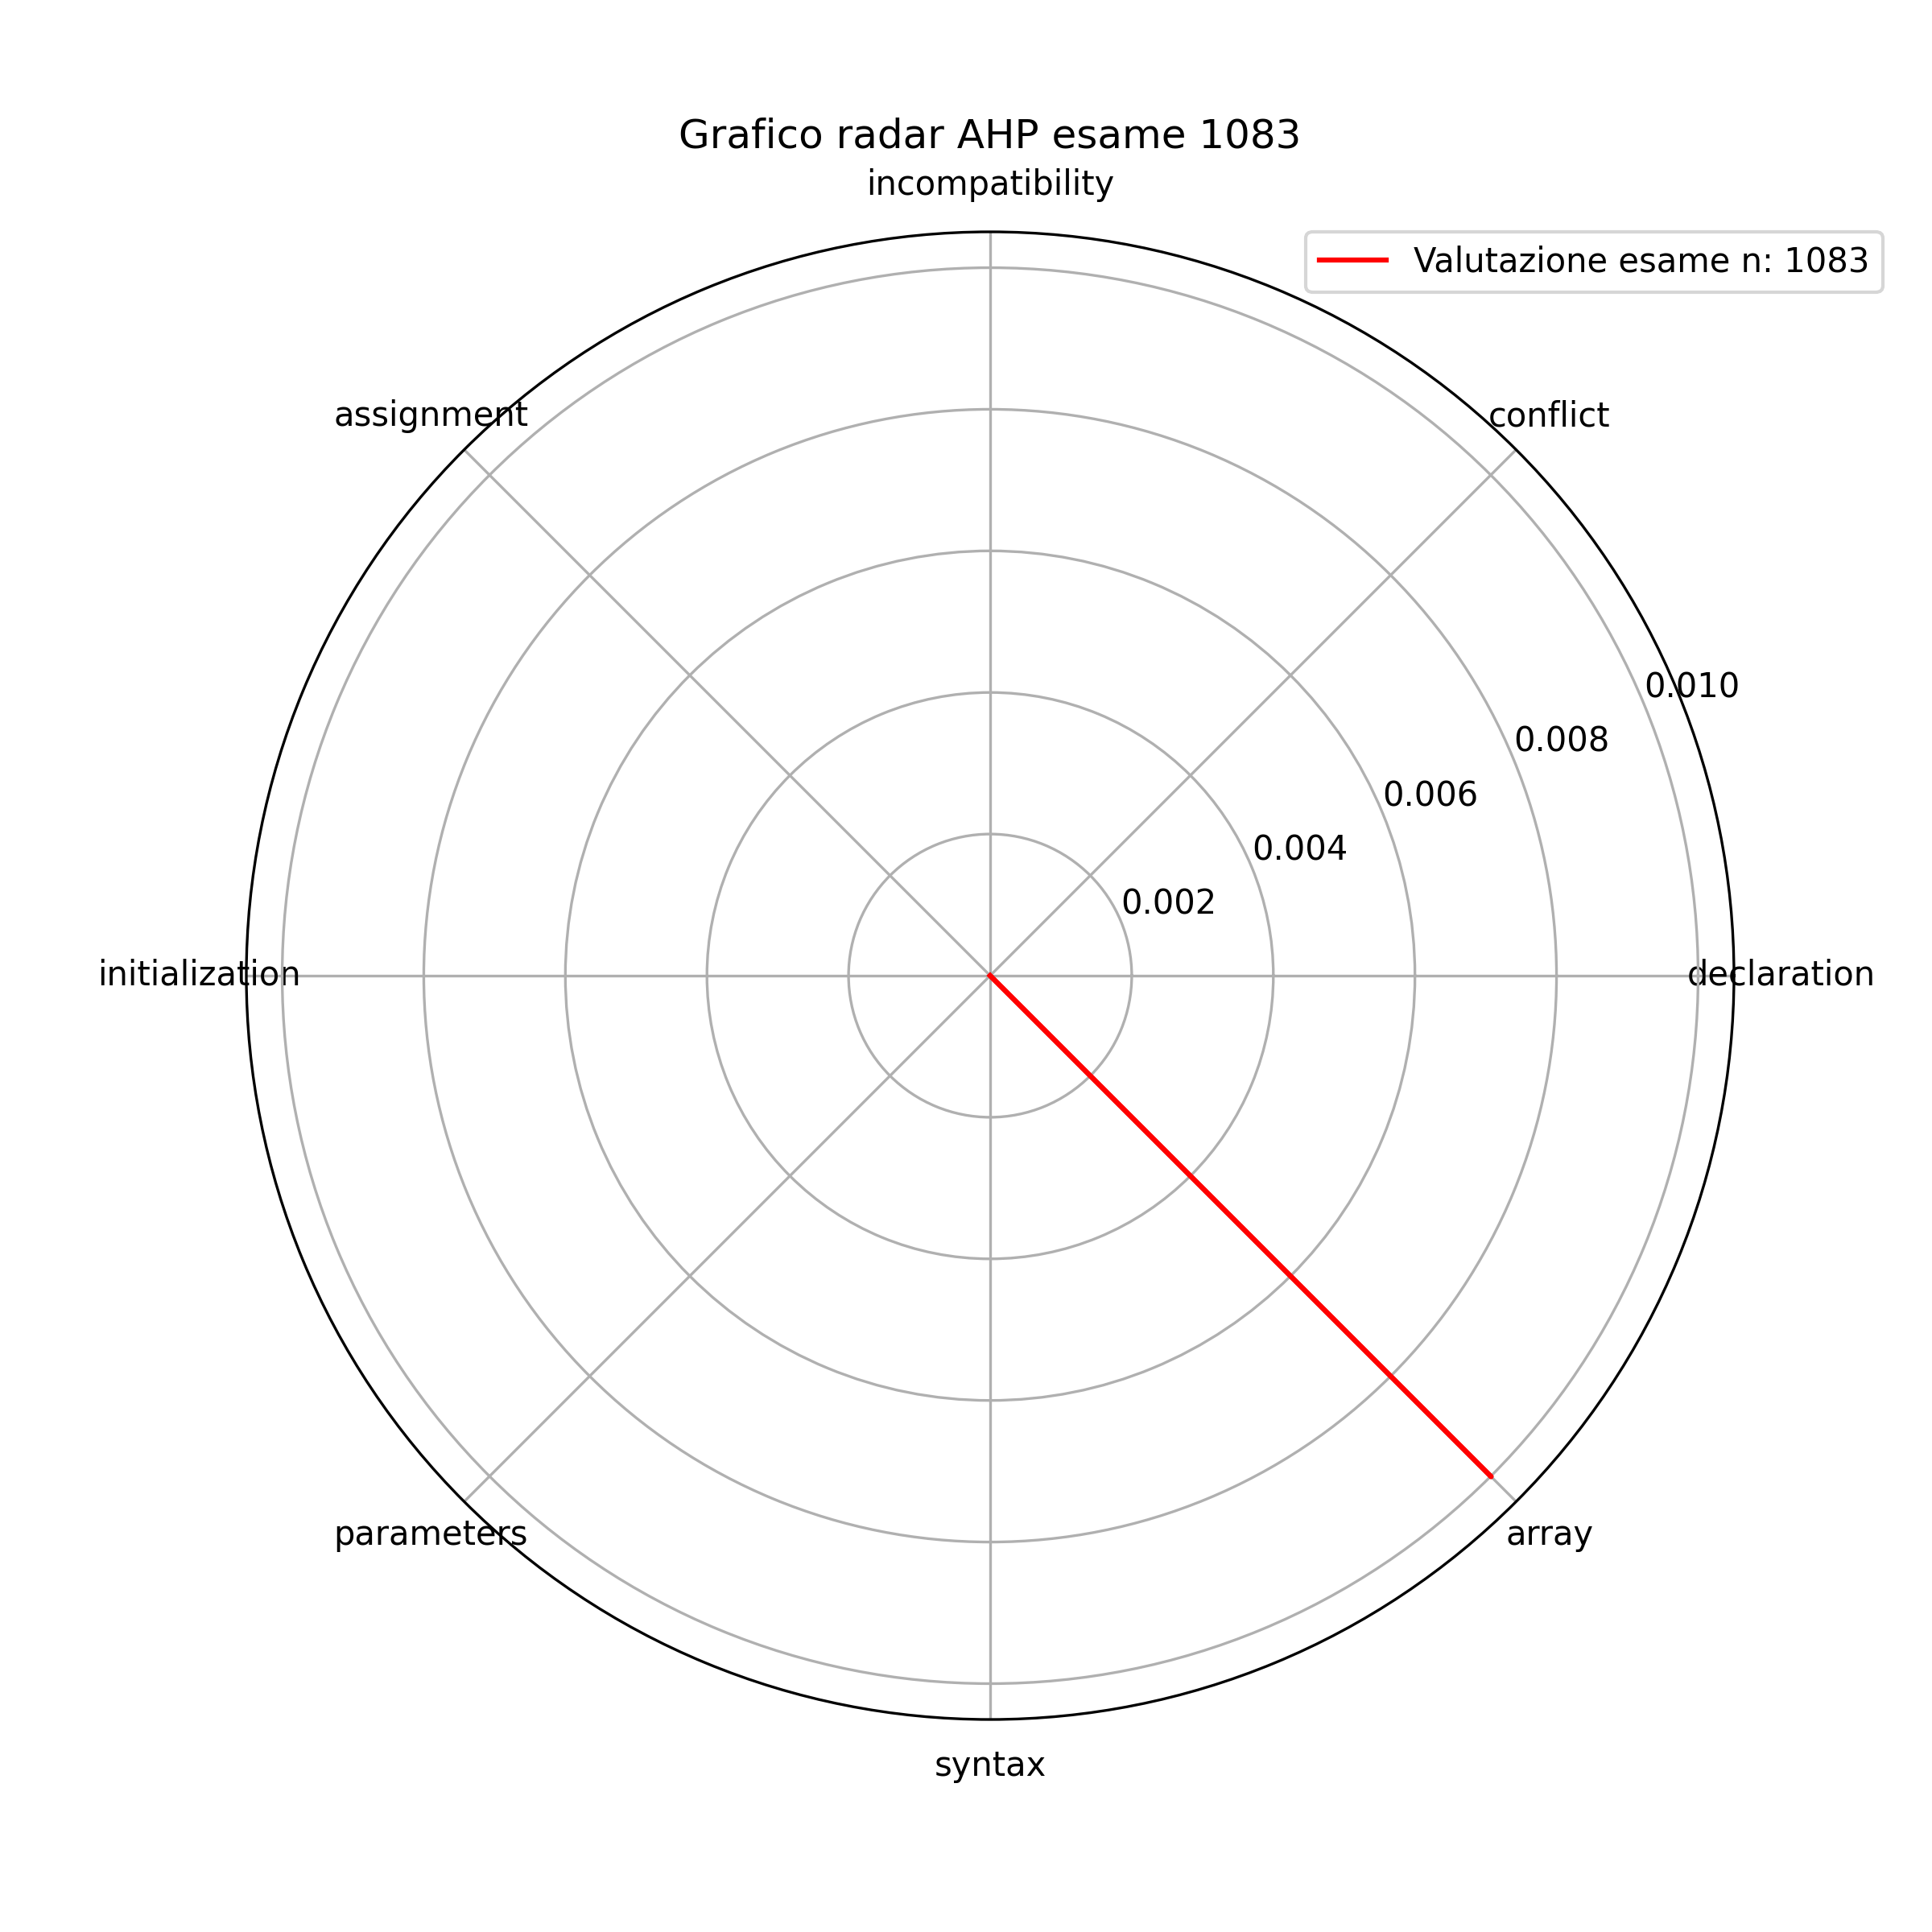 Grafico radar AHP esame 1083
incompatibility
Valutazione esame n: 1083
assignment
conflict
0.010
0.008
0.006
0.004
0.002
initialization
declaration
parameters
array
syntax